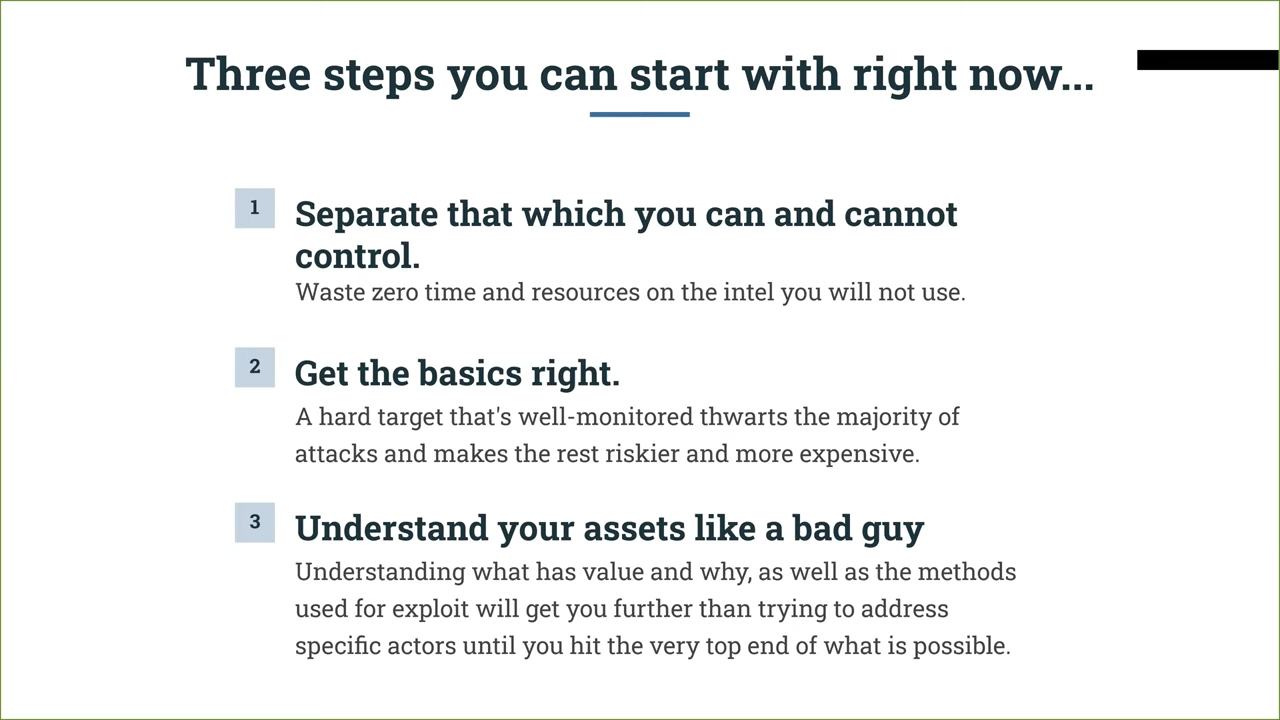 Three steps you can start with right now...
1
Separate that which you can and cannot
control.
Waste zero time and resources on the intel you will not use.
2
Get the basics right.
A hard target that's well-monitored thwarts the majority of
attacks and makes the rest riskier and more expensive.
3
Understand your assets like a bad guy
Understanding what has value and why, as well as the methods
used for exploit will get you further than trying to address
specific actors until you hit the very top end of what is possible.